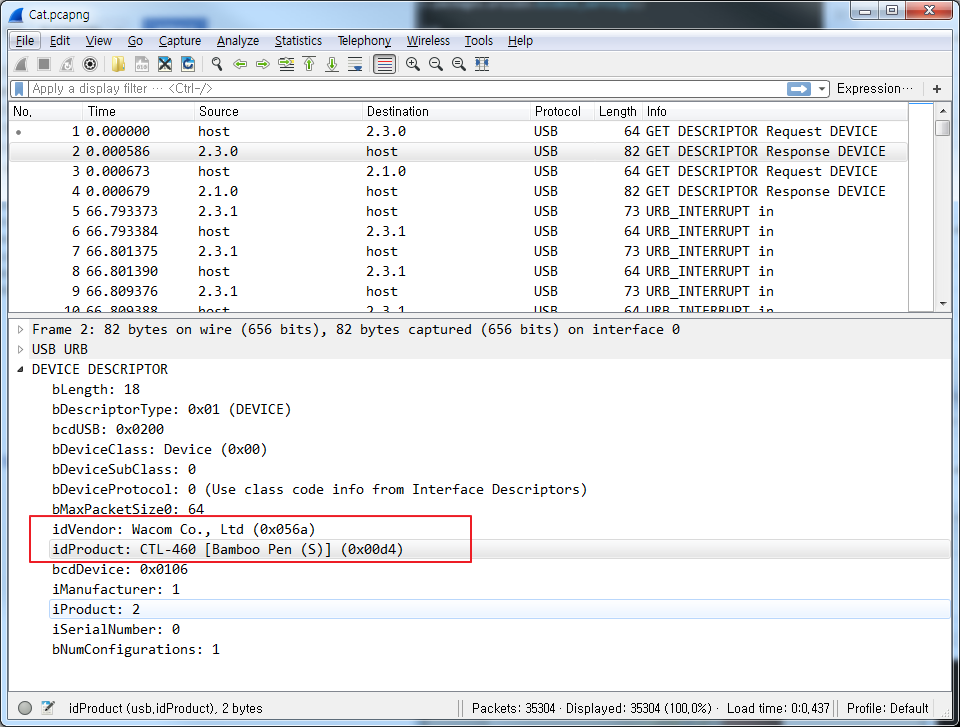 Cat.pcapng
File Edit View Go Capture Analyze Statistics Telephony Wireless Tools Help
Apply a display filter ··· <Ctrl-/> Expression···  +
No. Time Source Destination Protocol Length Info
1 0.000000 host 2.3.0 USB 64 GET DESCRIPTOR Request DEVICE
2 0.000586 2.3.0 host USB 82 GET DESCRIPTOR Response DEVICE
3 0.000673 host 2.1.0 USB 64 GET DESCRIPTOR Request DEVICE
4 0.000679 2.1.0 host USB 82 GET DESCRIPTOR Response DEVICE
5 66.793373 2.3.1 host USB 73 URB_INTERRUPT in
6 66.793384 host 2.3.1 USB 64 URB_INTERRUPT in
7 66.801375 2.3.1 host USB 73 URB_INTERRUPT in
8 66.801390 host 2.3.1 USB 64 URB_INTERRUPT in
9 66.809376 2.3.1 host USB 73 URB_INTERRUPT in
10 66.809388 host 2.3.1 USB 64 URB_INTERRUPT in
Frame 2: 82 bytes on wire (656 bits), 82 bytes captured (656 bits) on interface 0
USB URB
DEVICE DESCRIPTOR
bLength: 18
bDescriptorType: 0x01 (DEVICE)
bcdUSB: 0x0200
bDeviceClass: Device (0x00)
bDeviceSubClass: 0
bDeviceProtocol: 0 (Use class code info from Interface Descriptors)
bMaxPacketSize0: 64
idVendor: Wacom Co., Ltd (0x056a)
idProduct: CTL-460 [Bamboo Pen (S)] (0x00d4)
bcdDevice: 0x0106
iManufacturer: 1
iProduct: 2
iSerialNumber: 0
bNumConfigurations: 1
idProduct (usb.idProduct), 2 bytes Packets: 35304 · Displayed: 35304 (100.0%) · Load time: 0:0.437 Profile: Default